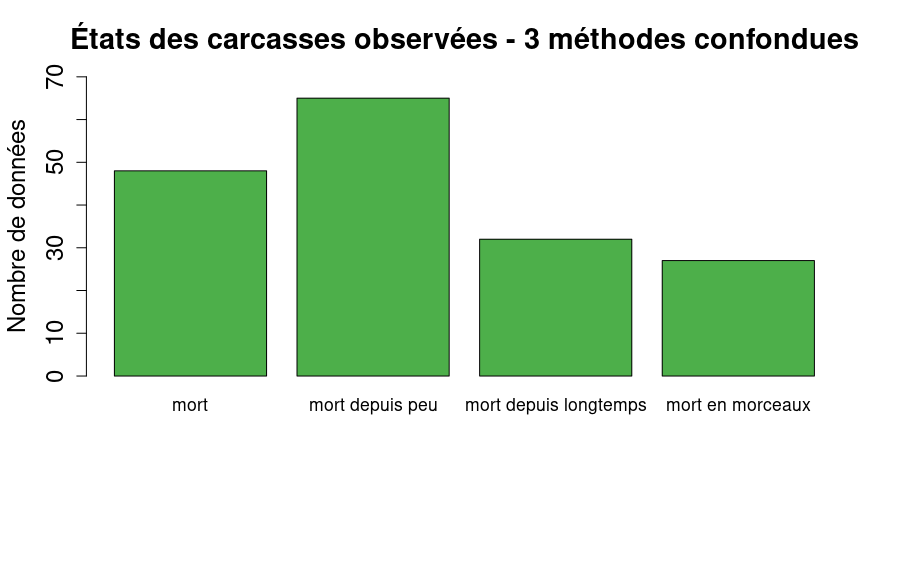 États des carcasses observées - 3 méthodes confondues
Nombre de données
70
50
30
10
0
mort
mort depuis peu
mort depuis longtemps
mort en morceaux